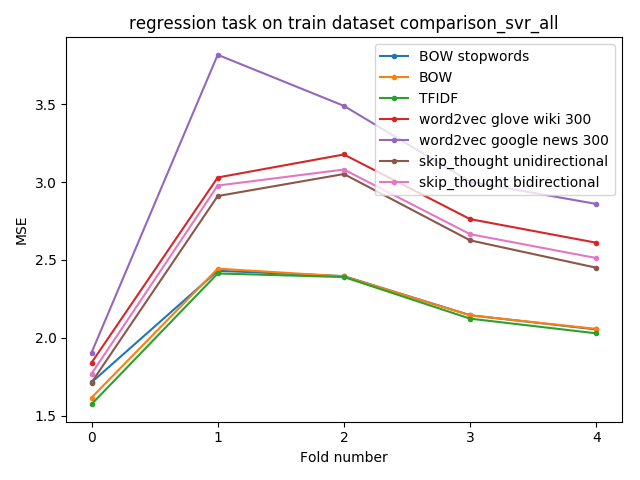 regression task on train dataset comparison_svr_all
MSE
3.5
3.0
2.5
2.0
1.5
BOW stopwords
BOW
TFIDF
word2vec glove wiki 300
word2vec google news 300
skip_thought unidirectional
skip_thought bidirectional
0 1 2 3 4
Fold number